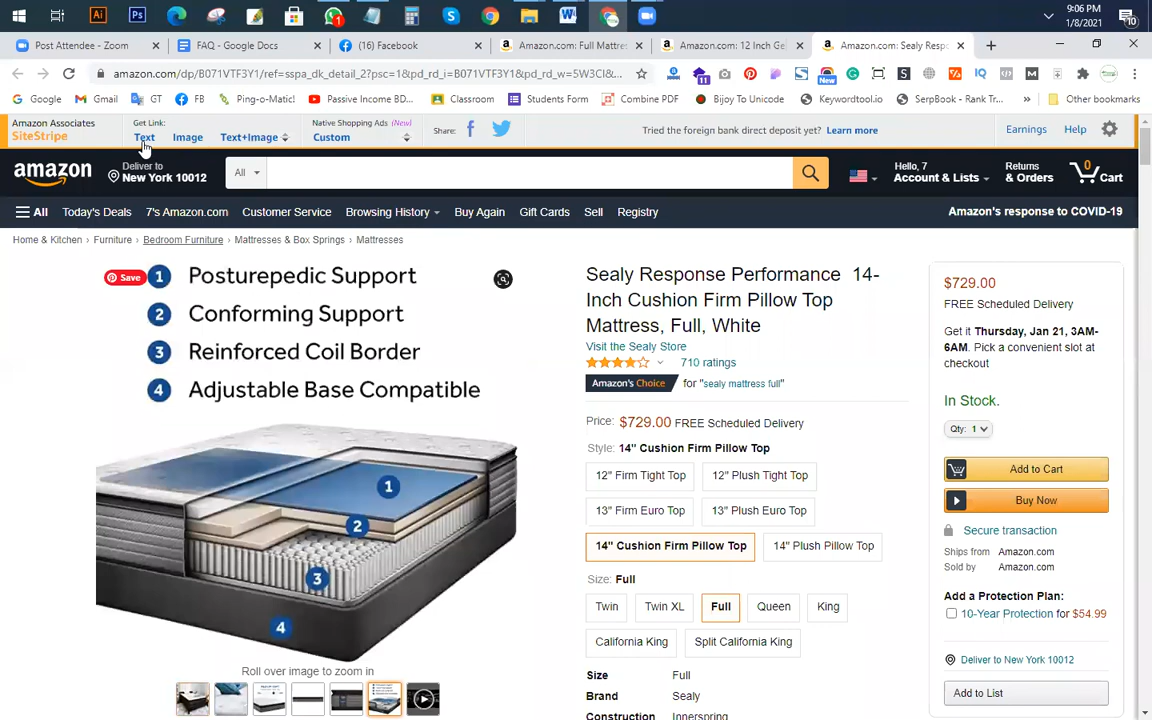 9:06 PM
1/8/2021
10
Post Attendee - Zoom
FAQ - Google Docs
(16) Facebook
Amazon.com: Full Mattres
Amazon.com: 12 Inch Gel
Amazon.com: Sealy Respo
amazon.com/dp/B071VTF3Y1/ref=sspa_dk_detail_2?psc=1&pd_rd_i=B071VTF3Y1&pd_rd_w=5W3CI8&...
Google
Gmail
GT
FB
Ping-o-Matic!
Passive Income BD...
Classroom
Students Form
Combine PDF
Bijoy To Unicode
Keywordtool.io
SerpBook - Rank Tr...
Other bookmarks
Amazon Associates
SiteStripe
Get Link:
Text
Image
Text+Image
Native Shopping Ads (New)
Custom
Share:
Tried the foreign bank direct deposit yet? Learn more
Earnings
Help
amazon
Deliver to
New York 10012
All
Hello, 7
Account & Lists
Returns
& Orders
0
Cart
All
Today's Deals
7's Amazon.com
Customer Service
Browsing History
Buy Again
Gift Cards
Sell
Registry
Amazon's response to COVID-19
Home & Kitchen › Furniture › Bedroom Furniture › Mattresses & Box Springs › Mattresses
Save
1 Posturepedic Support
2 Conforming Support
3 Reinforced Coil Border
4 Adjustable Base Compatible
1
2
3
4
Roll over image to zoom in
Sealy Response Performance 14-
Inch Cushion Firm Pillow Top
Mattress, Full, White
Visit the Sealy Store
710 ratings
Amazon's Choice for "sealy mattress full"
Price: $729.00 FREE Scheduled Delivery
Style: 14" Cushion Firm Pillow Top
12" Firm Tight Top
12" Plush Tight Top
13" Firm Euro Top
13" Plush Euro Top
14" Cushion Firm Pillow Top
14" Plush Pillow Top
Size: Full
Twin
Twin XL
Full
Queen
King
California King
Split California King
Size Full
Brand Sealy
Construction Innerspring
$729.00
FREE Scheduled Delivery
Get it Thursday, Jan 21, 3AM-
6AM. Pick a convenient slot at
checkout
In Stock.
Qty: 1
Add to Cart
Buy Now
Secure transaction
Ships from Amazon.com
Sold by Amazon.com
Add a Protection Plan:
10-Year Protection for $54.99
Deliver to New York 10012
Add to List